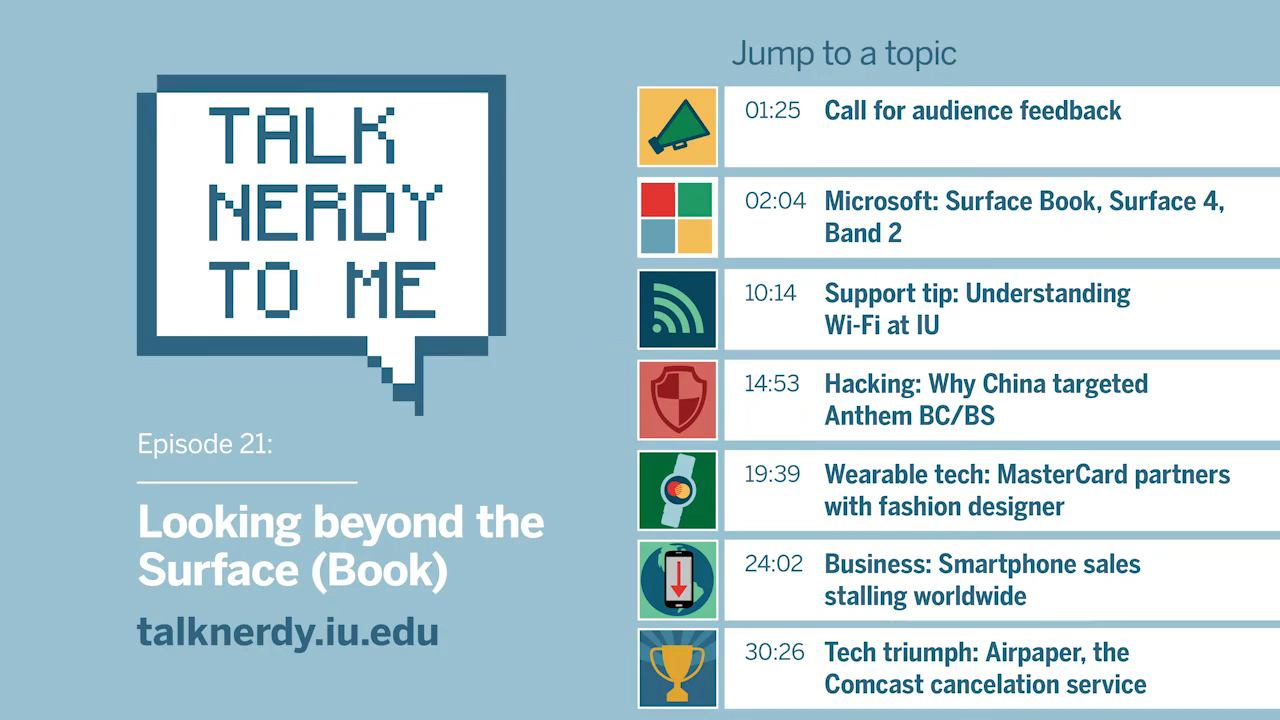 TALK
NERDY
TO ME
Episode 21:
Looking beyond the
Surface (Book)
talknerdy.iu.edu
Jump to a topic
01:25 Call for audience feedback
02:04 Microsoft: Surface Book, Surface 4,
Band 2
10:14 Support tip: Understanding
Wi-Fi at IU
14:53 Hacking: Why China targeted
Anthem BC/BS
19:39 Wearable tech: MasterCard partners
with fashion designer
24:02 Business: Smartphone sales
stalling worldwide
30:26 Tech triumph: Airpaper, the
Comcast cancelation service